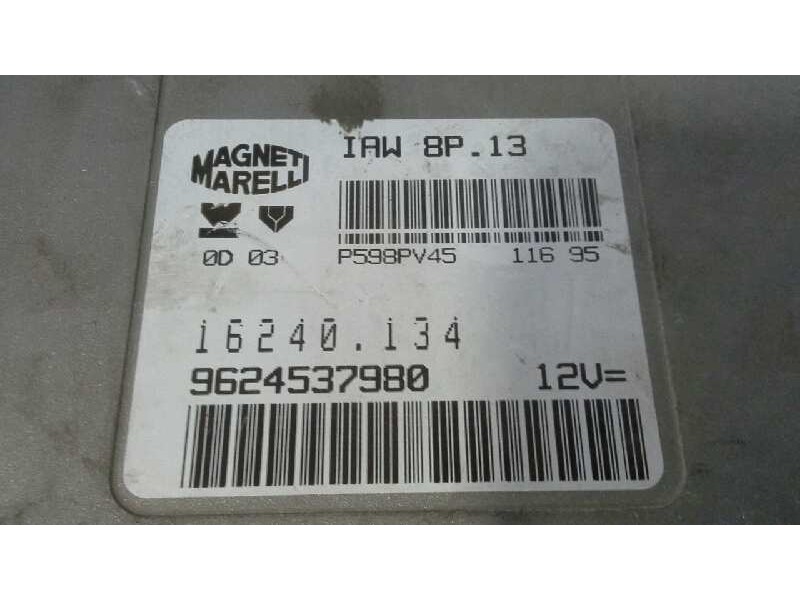 MAGNETI MARELLI
IAW 8P.13
0D 03
P598PV45 116 95
16240.134
9624537980 12V=